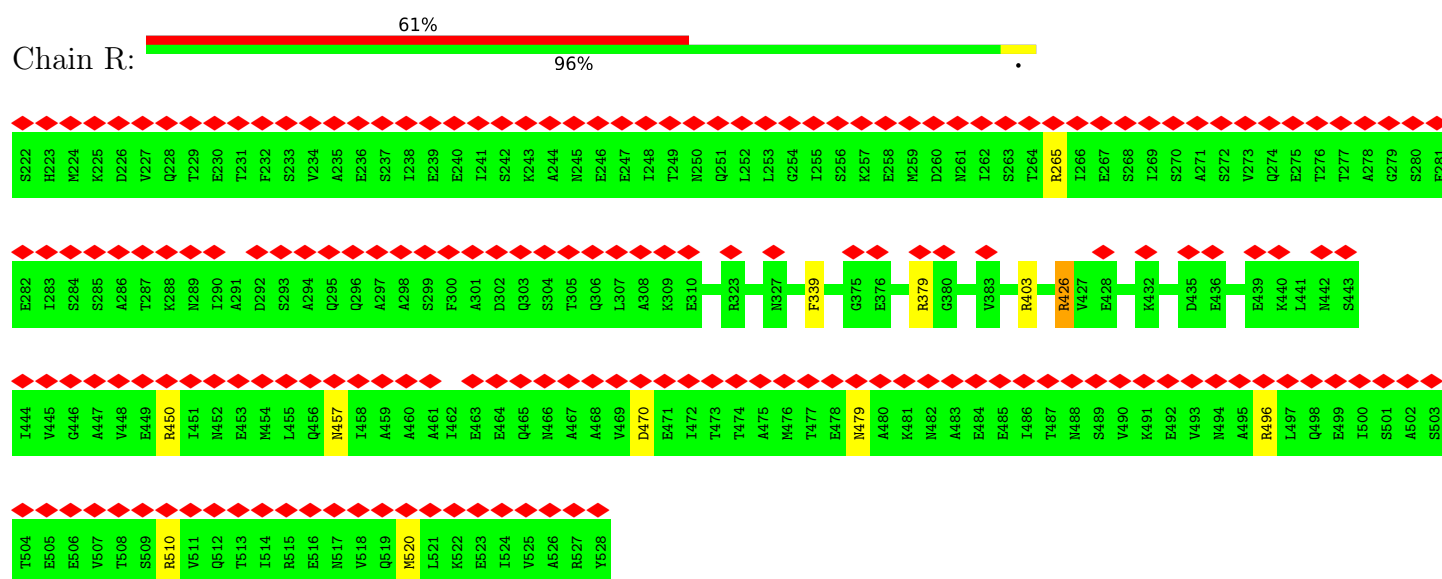 61%
Chain R:
96%
•
S222 H223 M224 K225 D226 V227 Q228 T229 E230 T231 F232 S233 V234 A235 E236 S237 I238 E239 E240 I241 S242 K243 A244 N245 E246 E247 I248 T249 N250 Q251 L252 L253 G254 I255 S256 K257 E258 M259 D260 N261 I262 S263 T264 R265 I266 E267 S268 I269 S270 A271 S272 V273 Q274 E275 T276 T277 A278 G279 S280 E281
E282 I283 S284 S285 A286 T287 K288 N289 I290 A291 D292 S293 A294 Q295 Q296 A297 A298 S299 F300 A301 D302 Q303 S304 T305 Q306 L307 A308 K309 E310 R323 N327 F339 G375 E376 R379 G380 V383 R403 R426 V427 E428 K432 D435 E436 E439 K440 L441 N442 S443
I444 V445 G446 A447 V448 E449 R450 I451 N452 E453 M454 L455 Q456 N457 I458 A459 A460 A461 I462 E463 E464 Q465 N466 A467 A468 V469 D470 E471 I472 T473 T474 A475 M476 T477 E478 N479 A480 K481 N482 A483 E484 E485 I486 T487 N488 S489 V490 K491 E492 V493 N494 A495 R496 L497 Q498 E499 I500 S501 A502 S503
T504 E505 E506 V507 T508 S509 R510 V511 Q512 T513 I514 R515 E516 N517 V518 Q519 M520 L521 K522 E523 I524 V525 A526 R527 Y528